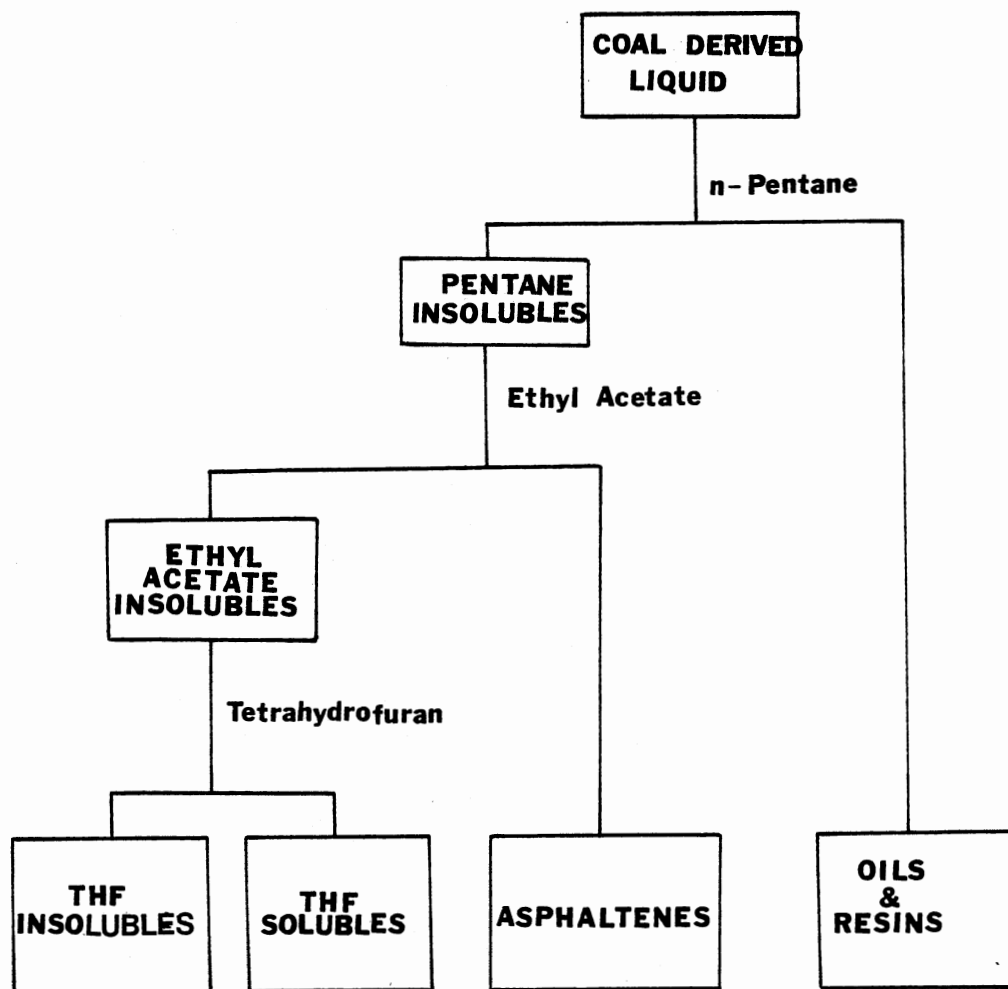 COAL DERIVED
LIQUID
n-Pentane
PENTANE
INSOLUBLES
Ethyl Acetate
ETHYL
ACETATE
INSOLUBLES
Tetrahydrofuran
THF
INSOLUBLES
THF
SOLUBLES
ASPHALTENES
OILS
&
RESINS